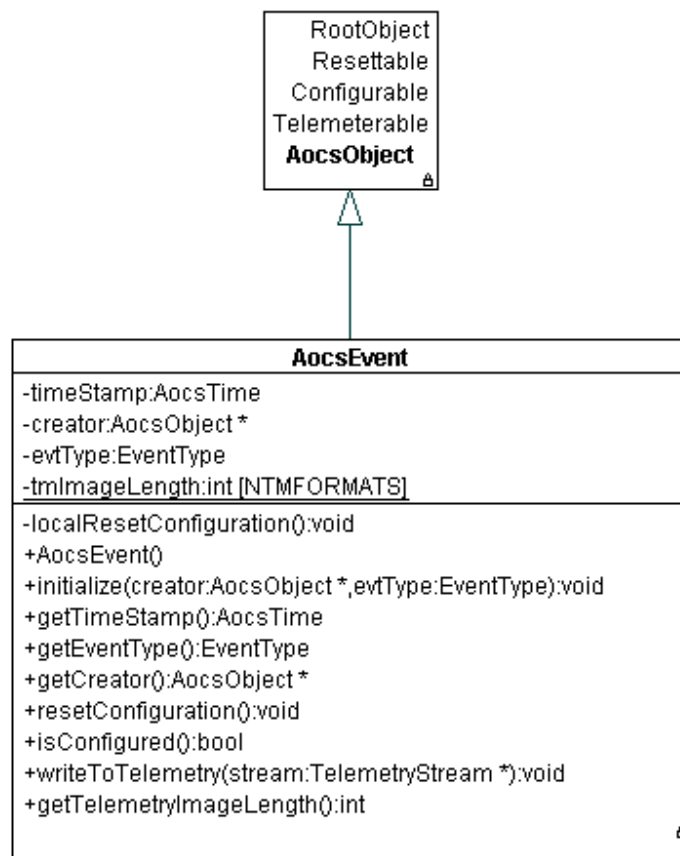 RootObject
Resettable
Configurable
Telemeterable
AocsObject
AocsEvent
-timeStamp:AocsTime
-creator:AocsObject *
-evtType:EventType
-tmImageLength:int [NTMFORMATS]
-localResetConfiguration():void
+AocsEvent()
+initialize(creator:AocsObject *,evtType:EventType):void
+getTimeStamp():AocsTime
+getEventType():EventType
+getCreator():AocsObject *
+resetConfiguration():void
+isConfigured():bool
+writeToTelemetry(stream:TelemetryStream *):void
+getTelemetryImageLength():int